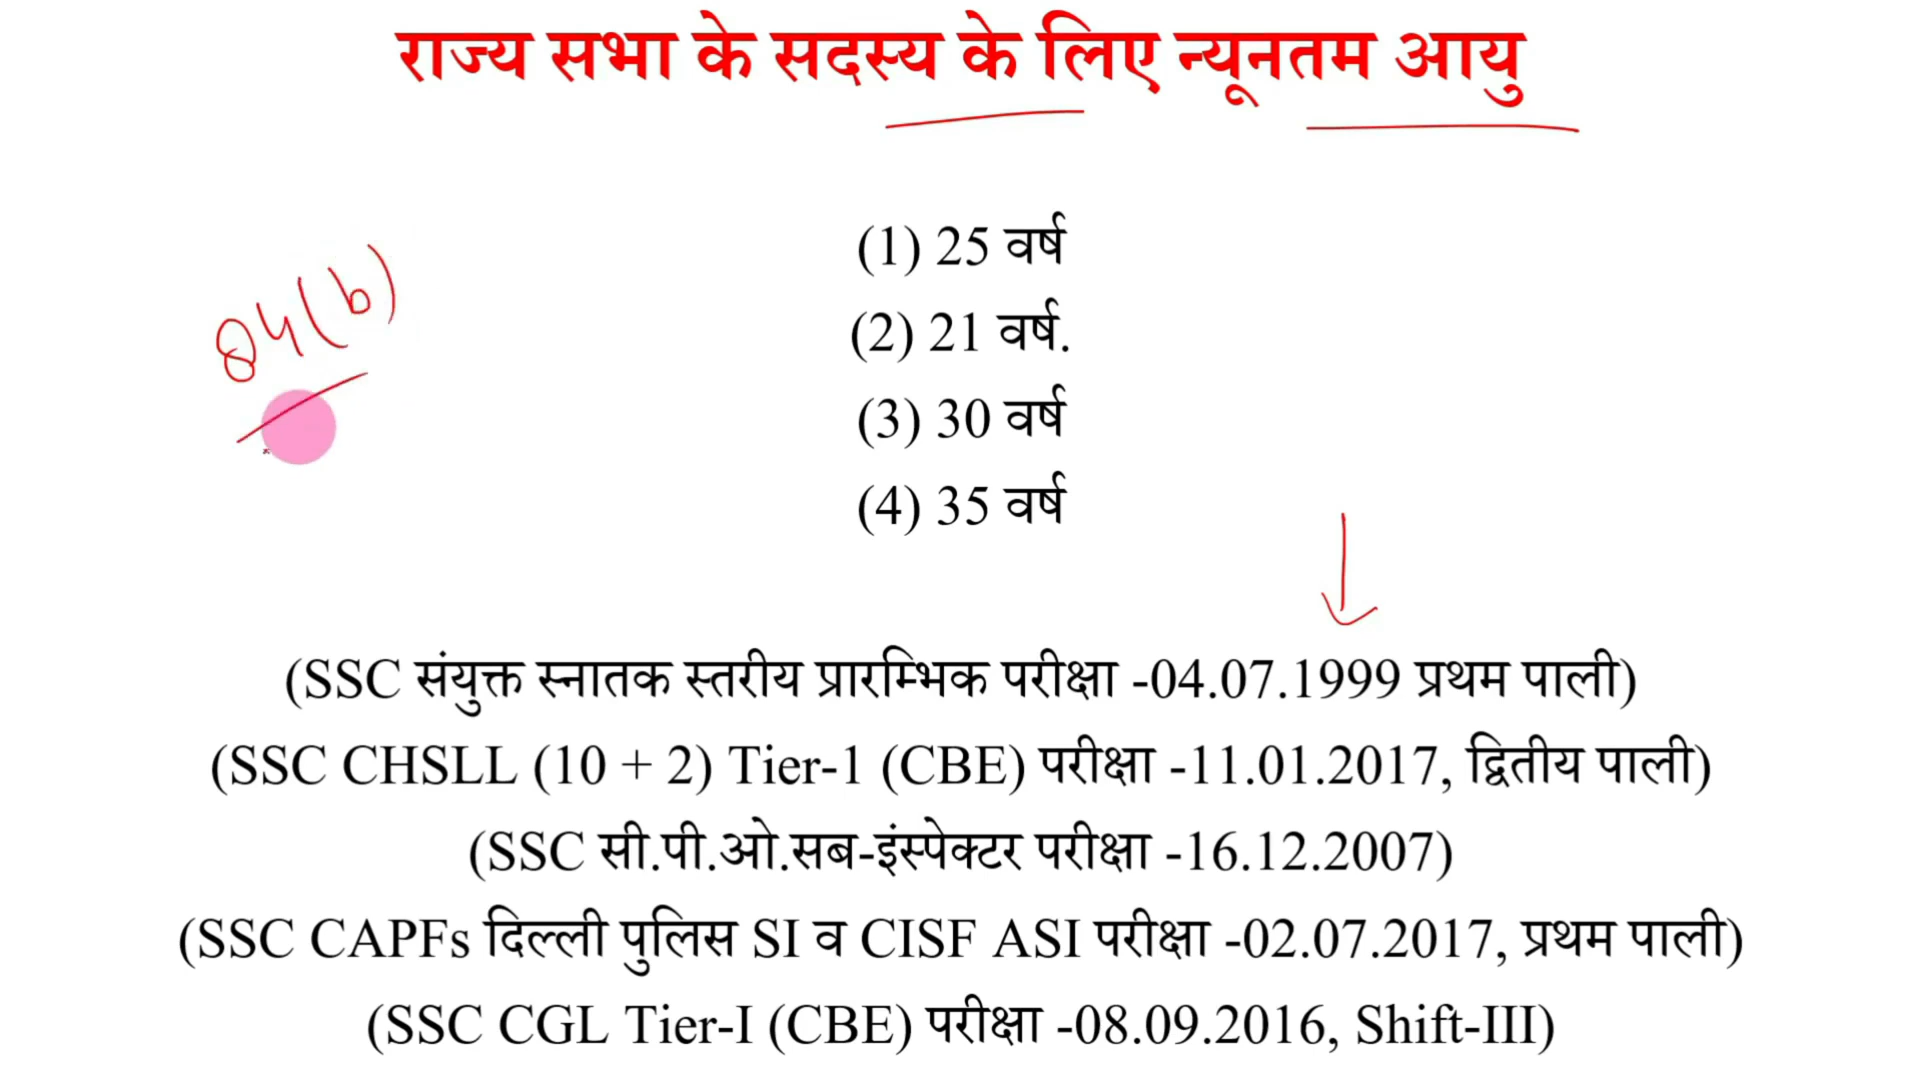 राज्य सभा के सदस्य के लिए न्यूनतम आयु
84(b)
(1) 25 वर्ष
(2) 21 वर्ष.
(3) 30 वर्ष
(4) 35 वर्ष
(SSC संयुक्त स्नातक स्तरीय प्रारम्भिक परीक्षा -04.07.1999 प्रथम पाली)
(SSC CHSLL (10 + 2) Tier-1 (CBE) परीक्षा -11.01.2017, द्वितीय पाली)
(SSC सी.पी.ओ.सब-इंस्पेक्टर परीक्षा -16.12.2007)
(SSC CAPFs दिल्ली पुलिस SI व CISF ASI परीक्षा -02.07.2017, प्रथम पाली)
(SSC CGL Tier-I (CBE) परीक्षा -08.09.2016, Shift-III)